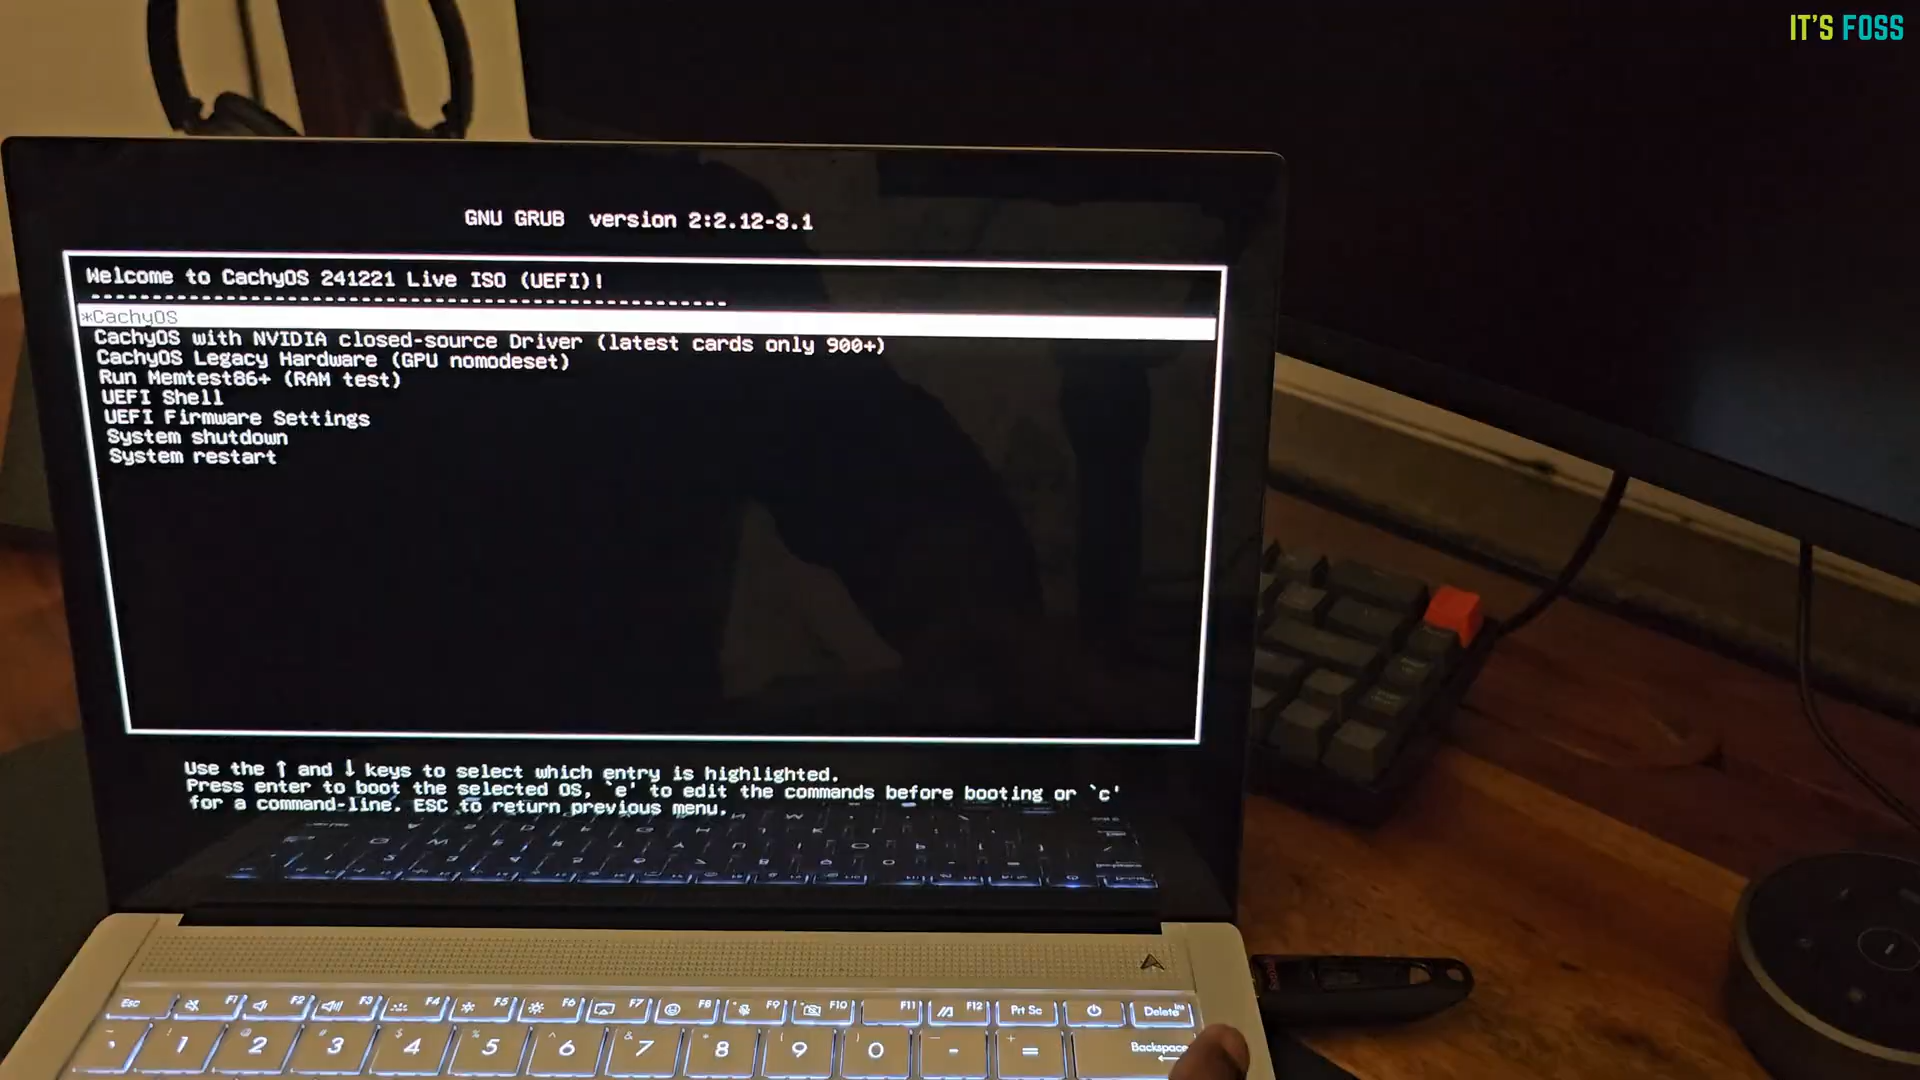 IT'S FOSS
GNU GRUB version 2:2.12-3.1
Welcome to CachyOS 241221 Live ISO (UEFI)!
------------------------------------------------------
*CachyOS
CachyOS with NVIDIA closed-source Driver (latest cards only 900+)
CachyOS Legacy Hardware (GPU nomodeset)
Run Memtest86+ (RAM test)
UEFI Shell
UEFI Firmware Settings
System shutdown
System restart
Use the ↑ and ↓ keys to select which entry is highlighted.
Press enter to boot the selected OS, `e' to edit the commands before booting or `c'
for a command-line. ESC to return previous menu.
Esc F1 F2 F3 F4 F5 F6 F7 F8 F9 F10 F11 F12 Prt Sc Delete Ins
! 1 @ 2 # 3 $ 4 % 5 ^ 6 & 7 * 8 ( 9 ) 0 - + = Backspace